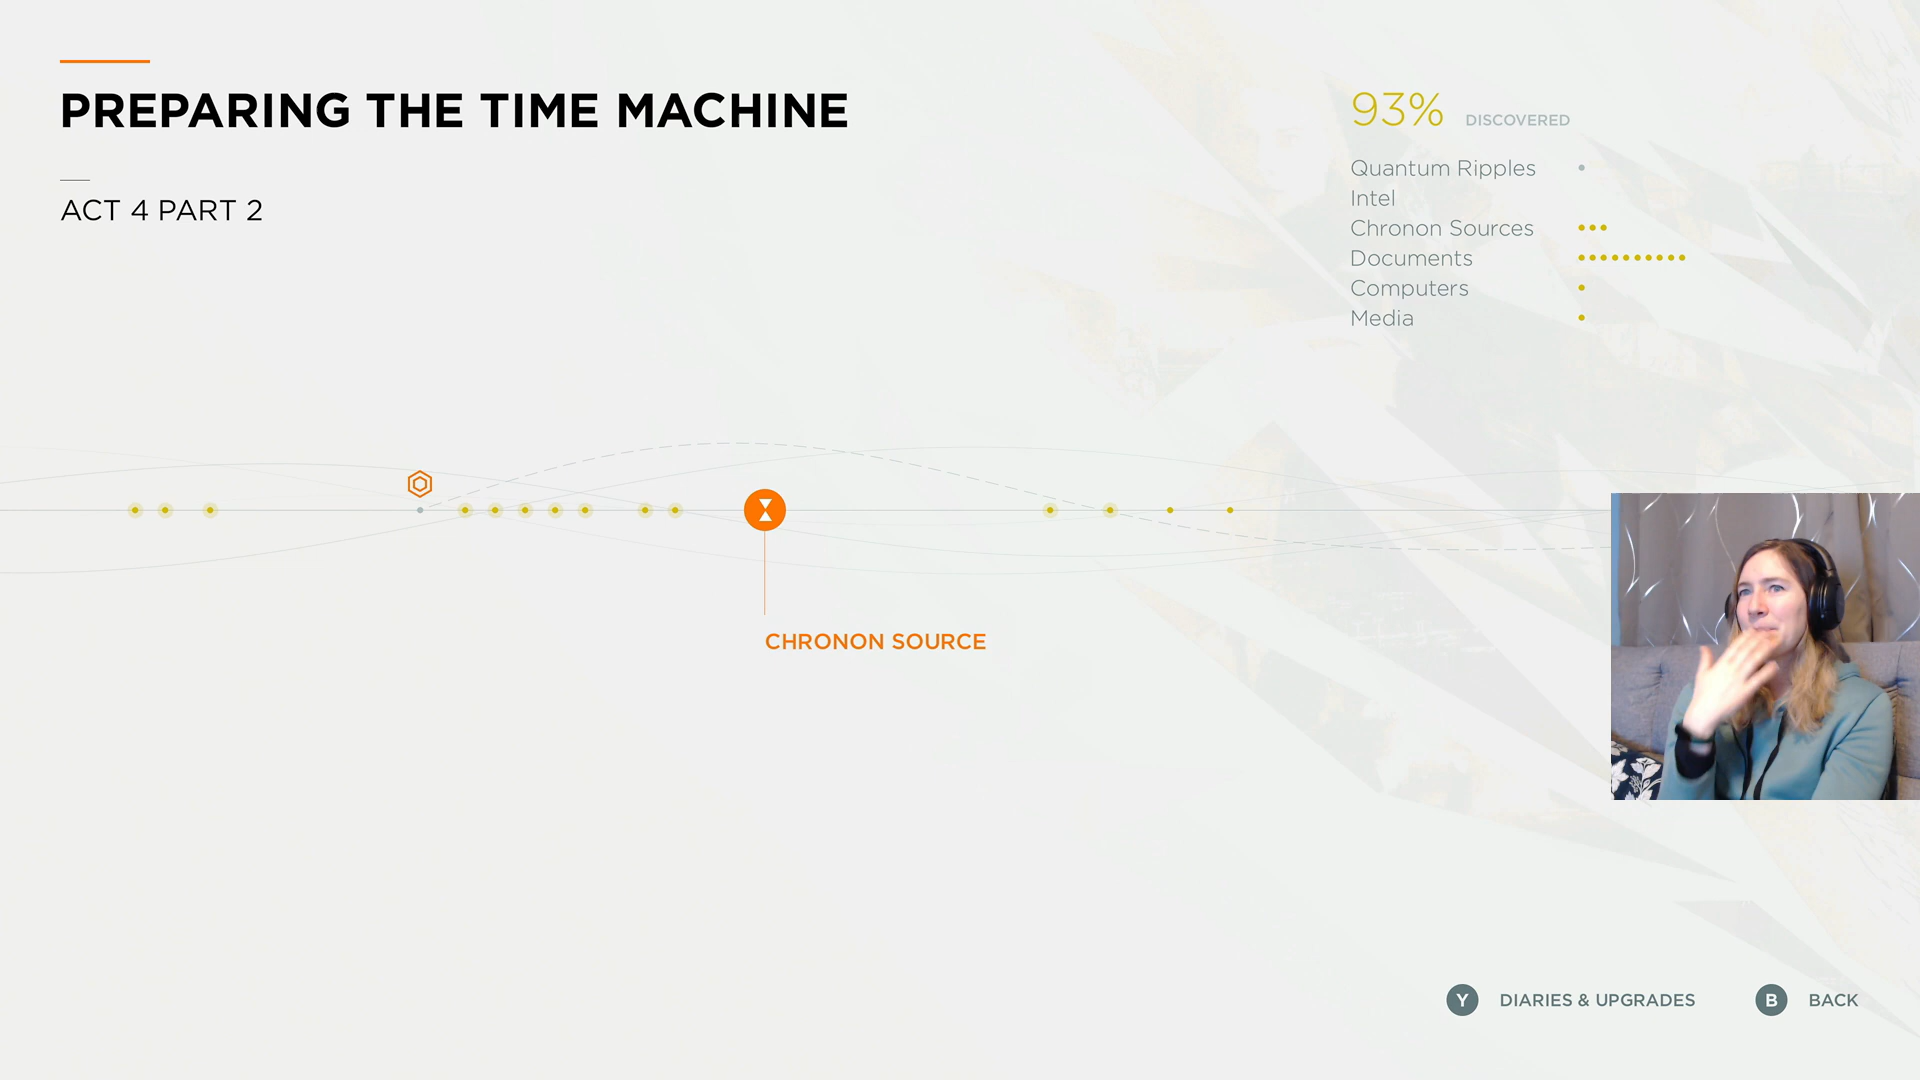 PREPARING THE TIME MACHINE
ACT 4 PART 2
93% DISCOVERED
Quantum Ripples
Intel
Chronon Sources
Documents
Computers
Media
CHRONON SOURCE
Y DIARIES & UPGRADES B BACK